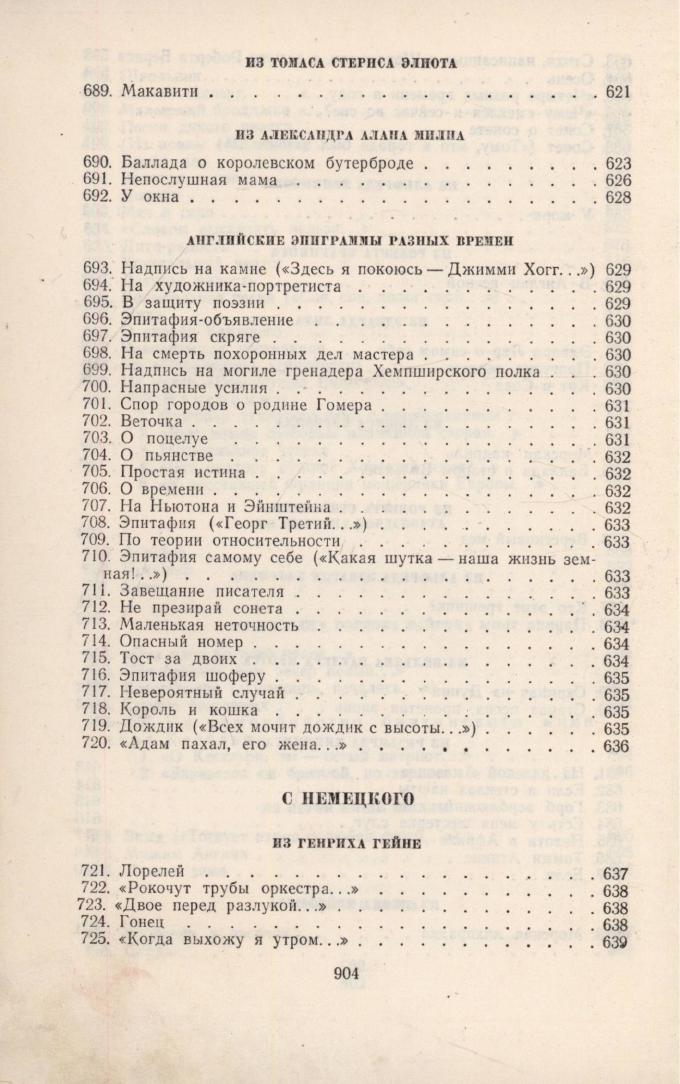 ИЗ ТОМАСА СТЕРНСА ЭЛИОТА
689. Макавити . . . . . . . . . . . . . . . . . . . . . 621
ИЗ АЛЕКСАНДРА АЛАНА МИЛНА
690. Баллада о королевском бутерброде . . . . . . . . . 623
691. Непослушная мама . . . . . . . . . . . . . . . . 626
692. У окна . . . . . . . . . . . . . . . . . . . . . . 628
АНГЛИЙСКИЕ ЭПИГРАММЫ РАЗНЫХ ВРЕМЕН
693. Надпись на камне («Здесь я покоюсь — Джимми Хогг. . .») 629
694. На художника-портретиста . . . . . . . . . . . . . 629
695. В защиту поэзии . . . . . . . . . . . . . . . . . 629
696. Эпитафия-объявление . . . . . . . . . . . . . . . 630
697. Эпитафия скряге . . . . . . . . . . . . . . . . . 630
698. На смерть похоронных дел мастера . . . . . . . . . 630
699. Надпись на могиле гренадера Хемпширского полка . . . 630
700. Напрасные усилия . . . . . . . . . . . . . . . . . 630
701. Спор городов о родине Гомера . . . . . . . . . . . 631
702. Веточка . . . . . . . . . . . . . . . . . . . . . 631
703. О поцелуе . . . . . . . . . . . . . . . . . . . . 631
704. О пьянстве . . . . . . . . . . . . . . . . . . . 632
705. Простая истина . . . . . . . . . . . . . . . . . . 632
706. О времени . . . . . . . . . . . . . . . . . . . . 632
707. На Ньютона и Эйнштейна . . . . . . . . . . . . . . 632
708. Эпитафия («Георг Третий. . .») . . . . . . . . . . . 633
709. По теории относительности . . . . . . . . . . . . . 633
710. Эпитафия самому себе («Какая шутка — наша жизнь зем-
ная!. .») . . . . . . . . . . . . . . . . . . . . . 633
711. Завещание писателя . . . . . . . . . . . . . . . . 633
712. Не презирай сонета . . . . . . . . . . . . . . . . 634
713. Маленькая неточность . . . . . . . . . . . . . . . 634
714. Опасный номер . . . . . . . . . . . . . . . . . . 634
715. Тост за двоих . . . . . . . . . . . . . . . . . . 634
716. Эпитафия шоферу . . . . . . . . . . . . . . . . . 635
717. Невероятный случай . . . . . . . . . . . . . . . . 635
718. Король и кошка . . . . . . . . . . . . . . . . . . 635
719. Дождик («Всех мочит дождик с высоты. . .») . . . . . . 635
720. «Адам пахал, его жена. . .» . . . . . . . . . . . . . 636
С НЕМЕЦКОГО
ИЗ ГЕНРИХА ГЕЙНЕ
721. Лорелей . . . . . . . . . . . . . . . . . . . . . 637
722. «Рокочут трубы оркестра. . .» . . . . . . . . . . . . 638
723. «Двое перед разлукой. . .» . . . . . . . . . . . . . . 638
724. Гонец . . . . . . . . . . . . . . . . . . . . . . 638
725. «Когда выхожу я утром. . .» . . . . . . . . . . . . . 639
904